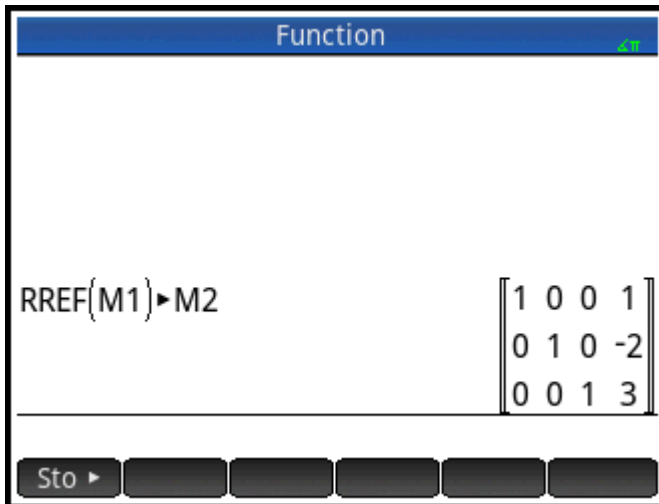 Function
∡π
RREF(M1)▶M2
1 0 0 1
0 1 0 -2
0 0 1 3
Sto ▶